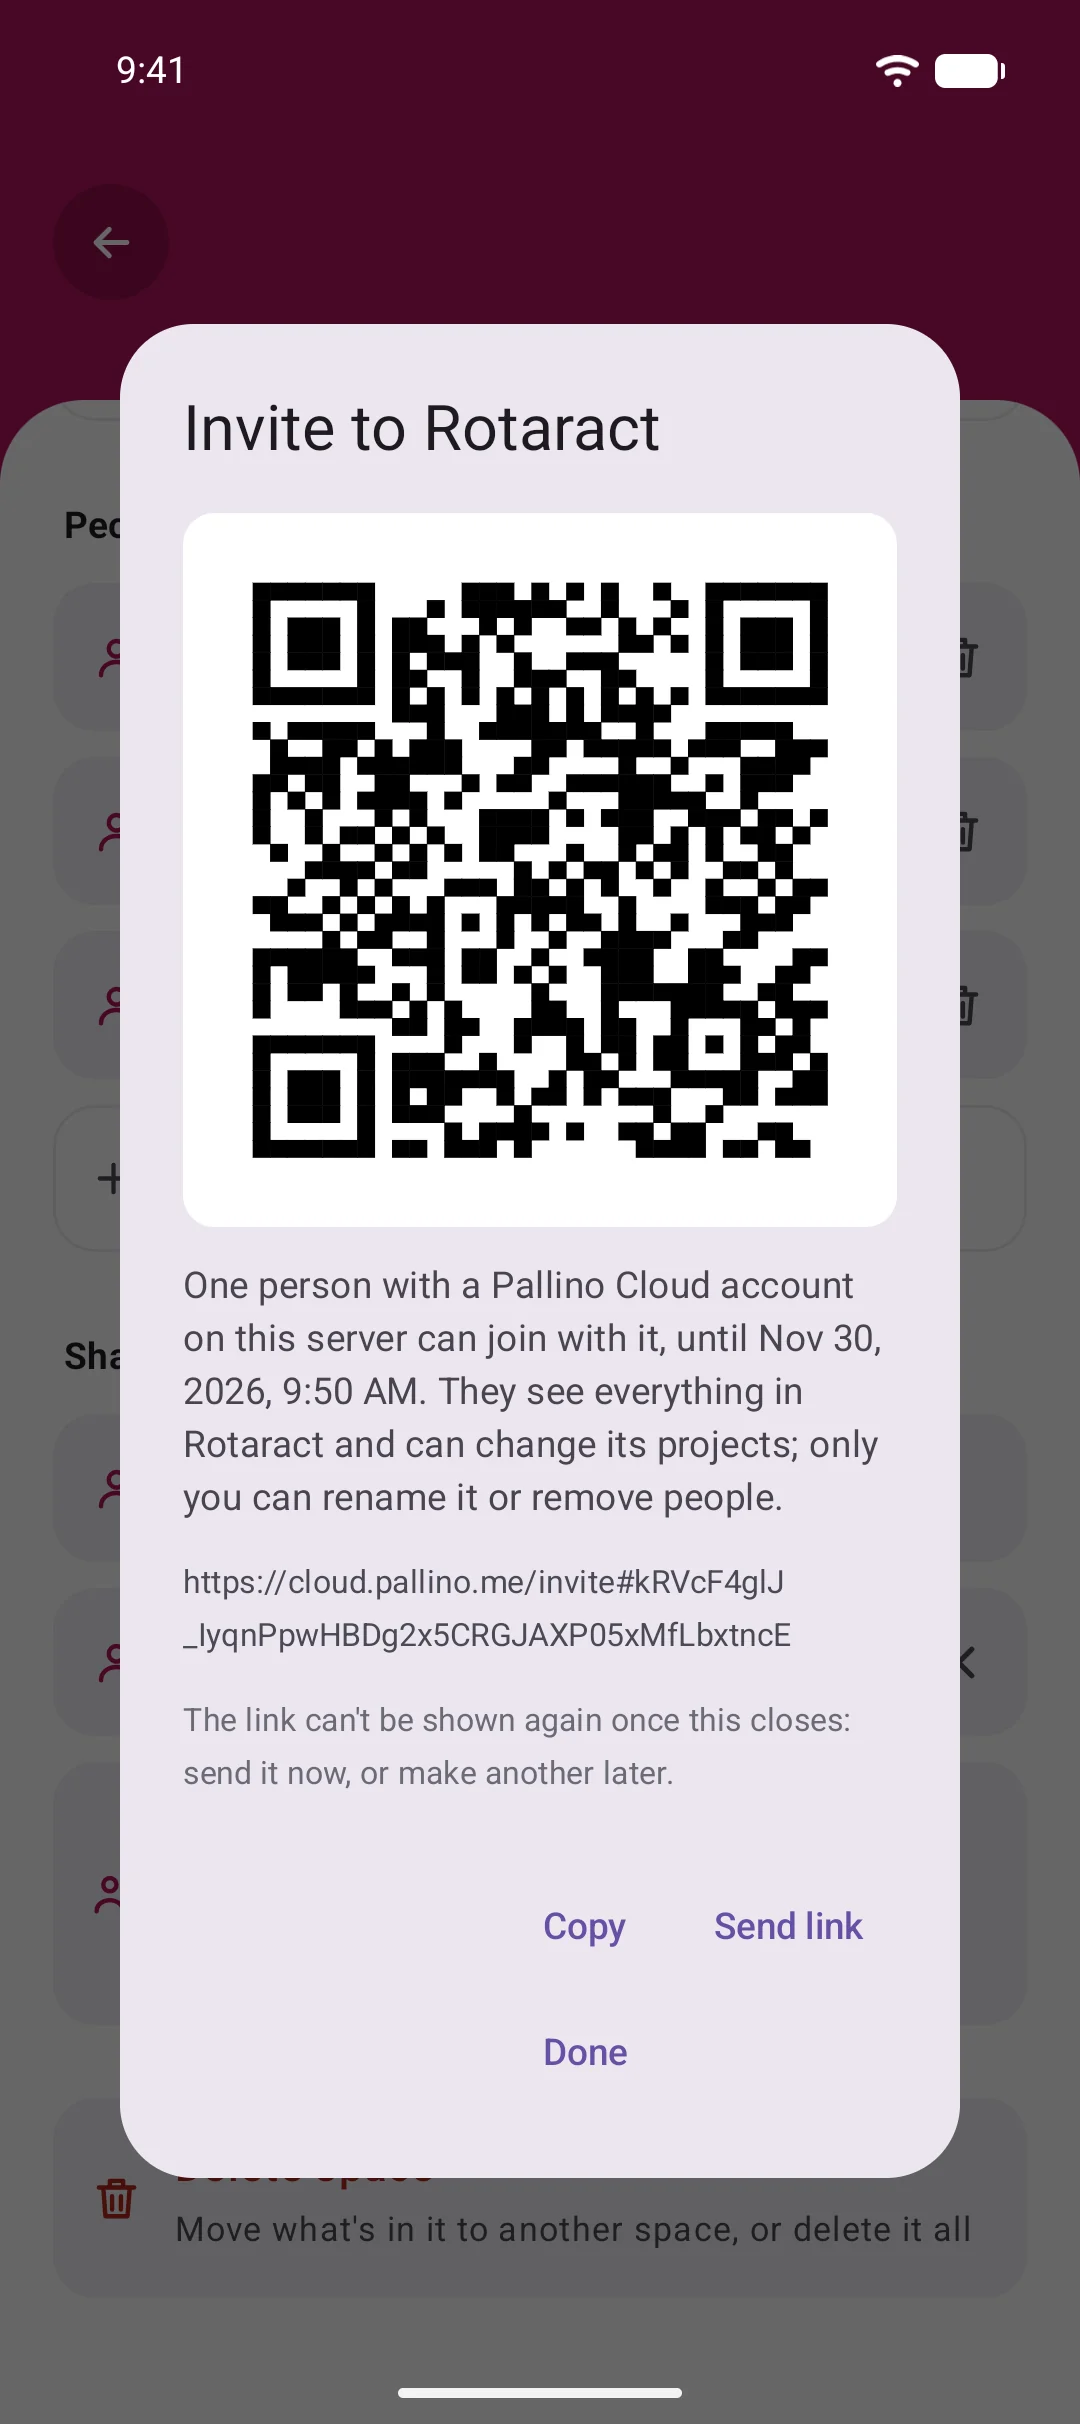 9:41
Invite to Rotaract
One person with a Pallino Cloud account
on this server can join with it, until Nov 30,
2026, 9:50 AM. They see everything in
Rotaract and can change its projects; only
you can rename it or remove people.
https://cloud.pallino.me/invite#kRVcF4glJ
_IyqnPpwHBDg2x5CRGJAXP05xMfLbxtncE
The link can't be shown again once this closes:
send it now, or make another later.
Copy Send link
Done
Move what's in it to another space, or delete it all